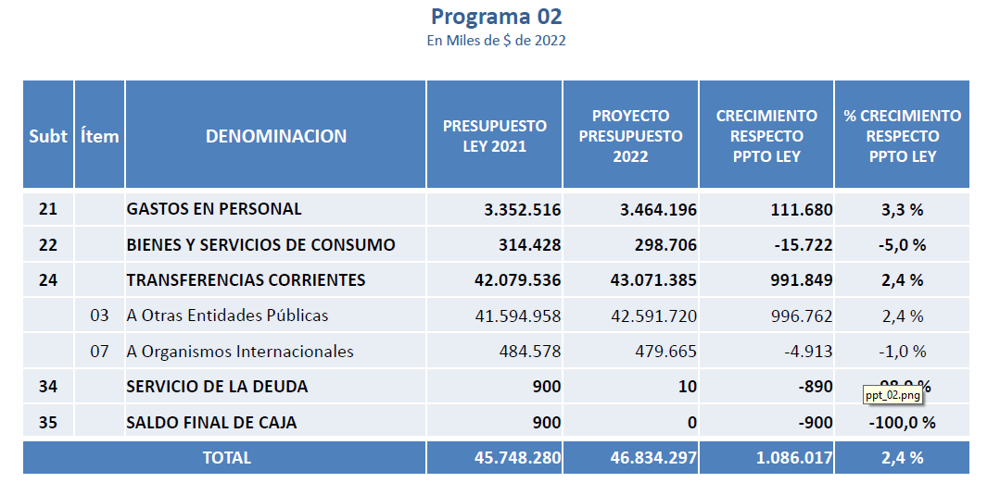 Programa 02
En Miles de $ de 2022
Subt Ítem DENOMINACION PRESUPUESTO LEY 2021 PROYECTO PRESUPUESTO 2022 CRECIMIENTO RESPECTO PPTO LEY % CRECIMIENTO RESPECTO PPTO LEY
21 GASTOS EN PERSONAL 3.352.516 3.464.196 111.680 3,3 %
22 BIENES Y SERVICIOS DE CONSUMO 314.428 298.706 -15.722 -5,0 %
24 TRANSFERENCIAS CORRIENTES 42.079.536 43.071.385 991.849 2,4 %
03 A Otras Entidades Públicas 41.594.958 42.591.720 996.762 2,4 %
07 A Organismos Internacionales 484.578 479.665 -4.913 -1,0 %
34 SERVICIO DE LA DEUDA 900 10 -890
ppt_02.png
35 SALDO FINAL DE CAJA 900 0 -900 -100,0 %
TOTAL 45.748.280 46.834.297 1.086.017 2,4 %